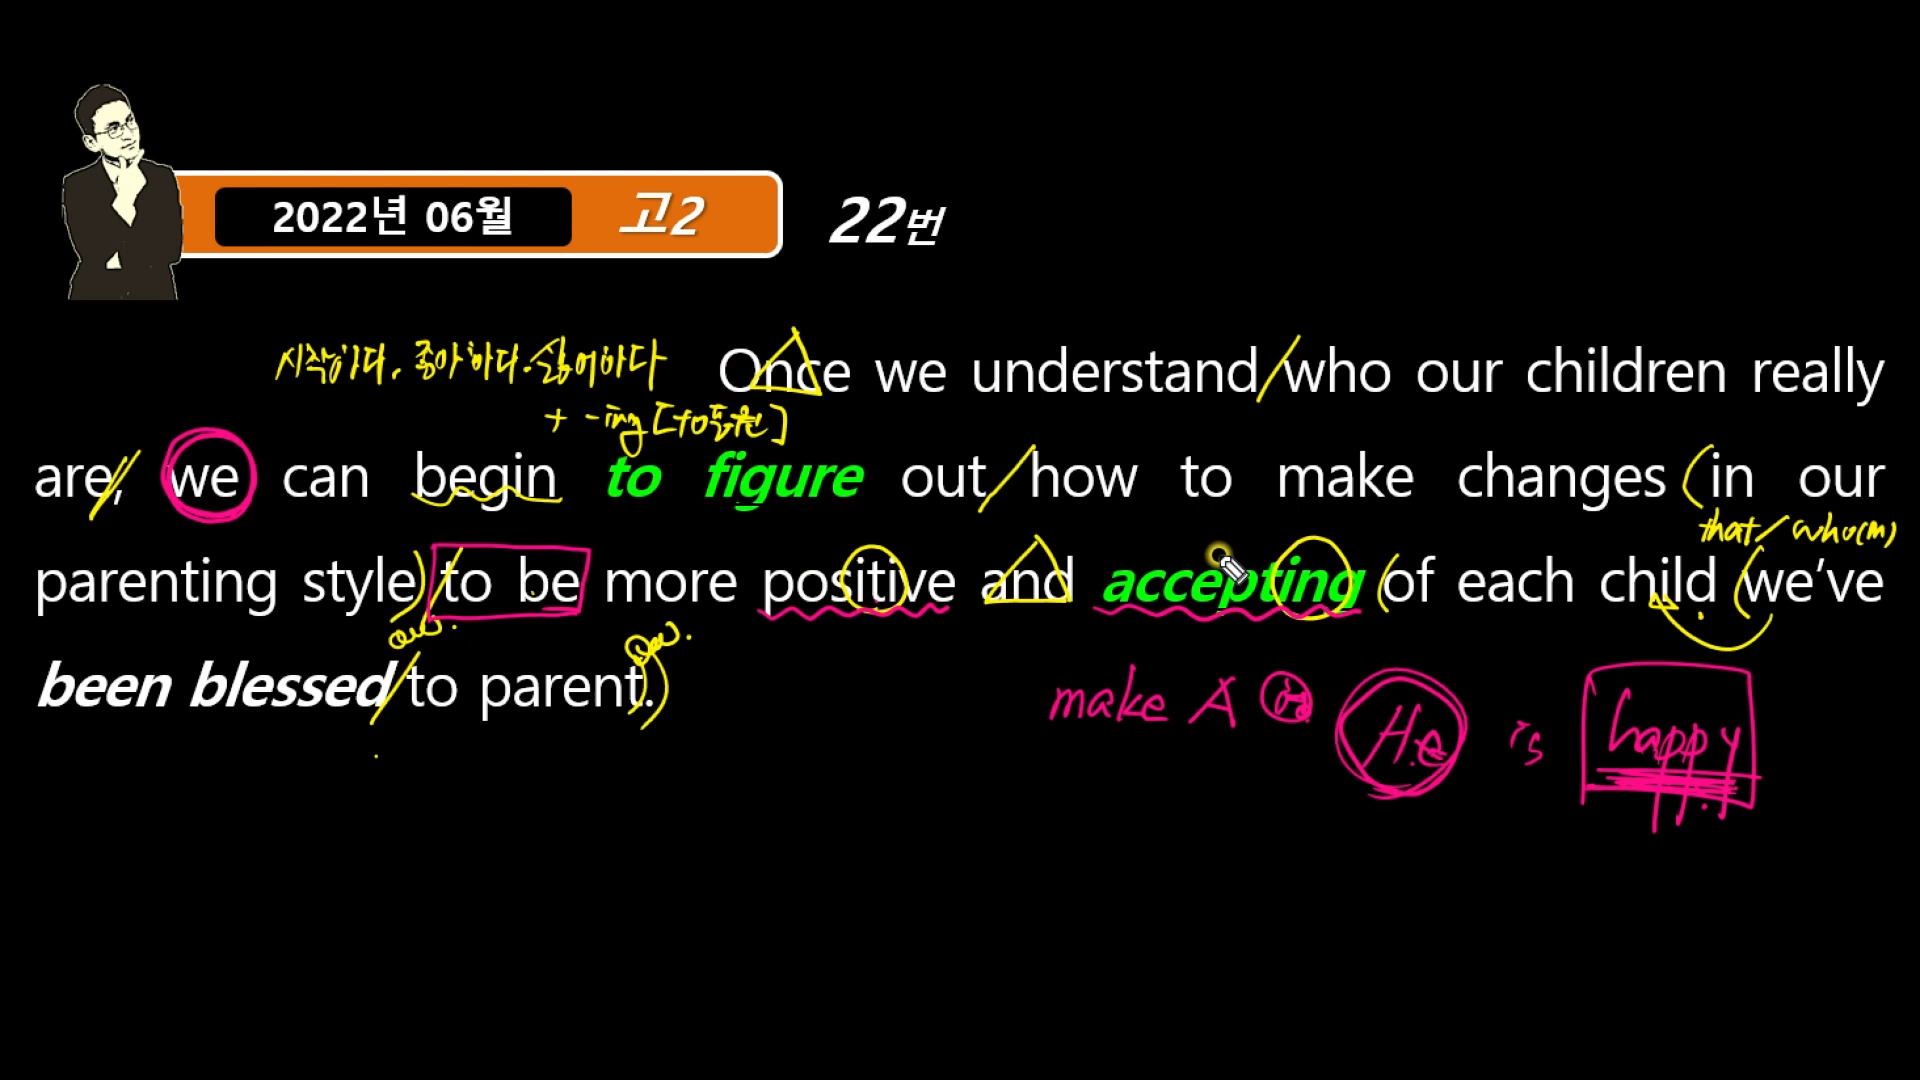 2022년 06월 고2 22번
시작하다. 좋아하다. 싫어하다
Once we understand who our children really
+ -ing [to동원]
are, we can begin to figure out how to make changes in our
that / who(m)
parenting style to be more positive and accepting of each child we've
been blessed to parent.
make A
He is happy